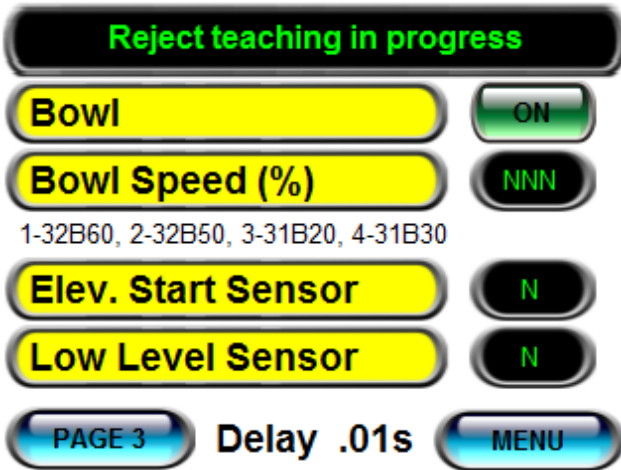 Reject teaching in progress
Bowl ON
Bowl Speed (%) NNN
1-32B60, 2-32B50, 3-31B20, 4-31B30
Elev. Start Sensor N
Low Level Sensor N
PAGE 3 Delay .01s MENU